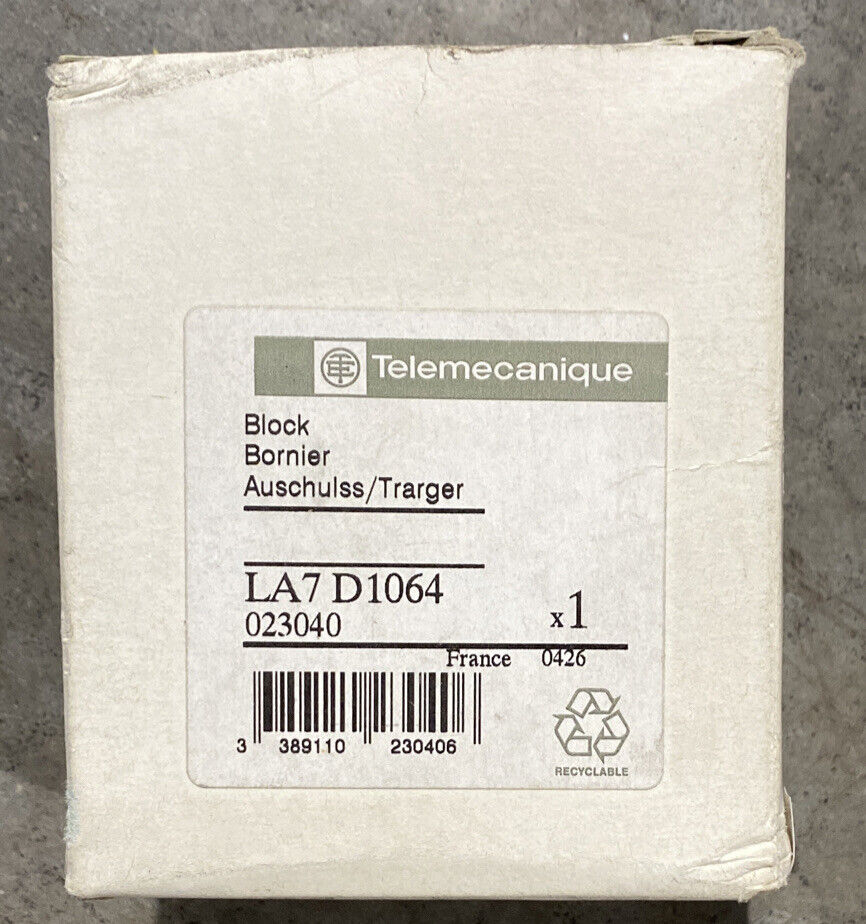 Telemecanique
Block
Bornier
Auschulss/Trarger
LA7 D1064
023040
x1
France 0426
3 389110 230406
RECYCLABLE